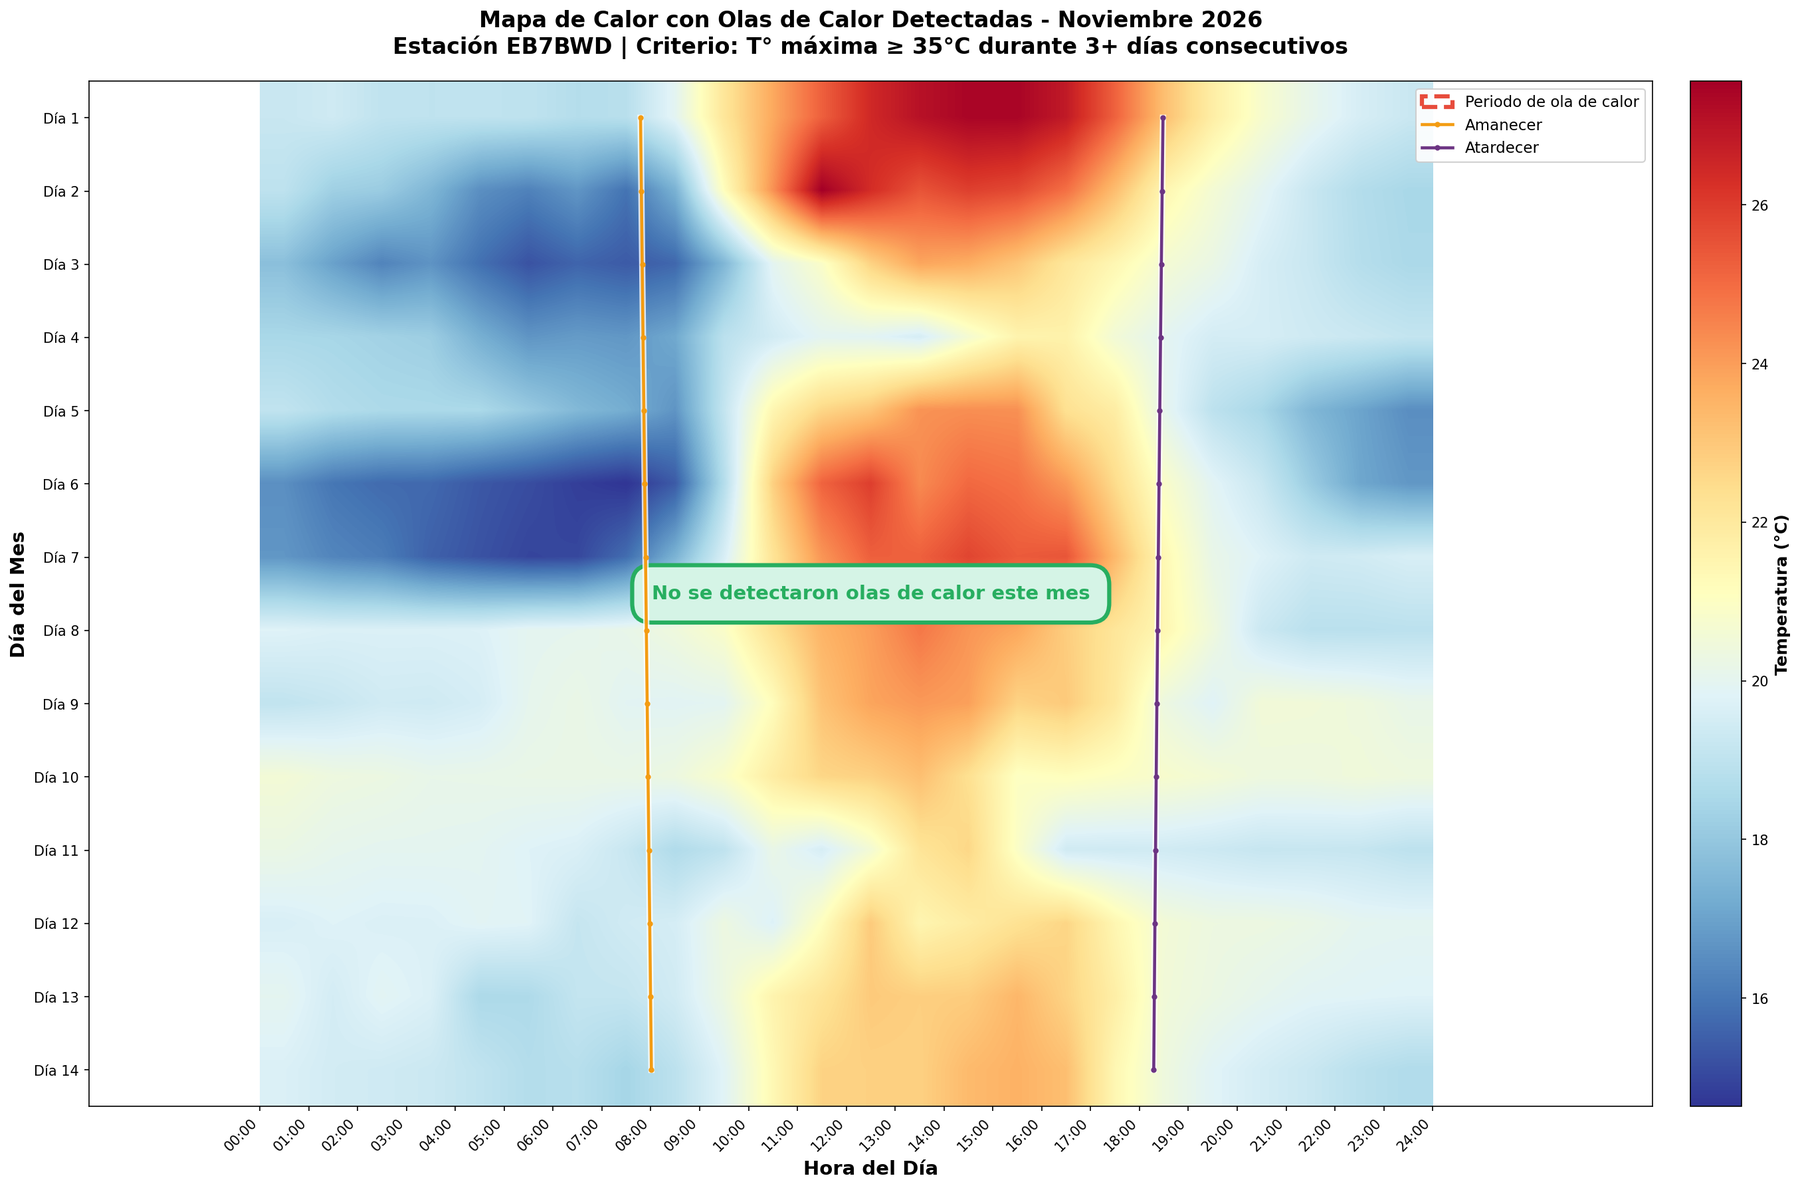 Mapa de Calor con Olas de Calor Detectadas - Noviembre 2026
Estación EB7BWD | Criterio: T° máxima ≥ 35°C durante 3+ días consecutivos
Periodo de ola de calor
Amanecer
Atardecer
Día del Mes
Día 1
Día 2
Día 3
Día 4
Día 5
Día 6
Día 7
Día 8
Día 9
Día 10
Día 11
Día 12
Día 13
Día 14
No se detectaron olas de calor este mes
00:00
01:00
02:00
03:00
04:00
05:00
06:00
07:00
08:00
09:00
10:00
11:00
12:00
13:00
14:00
15:00
16:00
17:00
18:00
19:00
20:00
21:00
22:00
23:00
24:00
Hora del Día
26
24
22
20
18
16
Temperatura (°C)